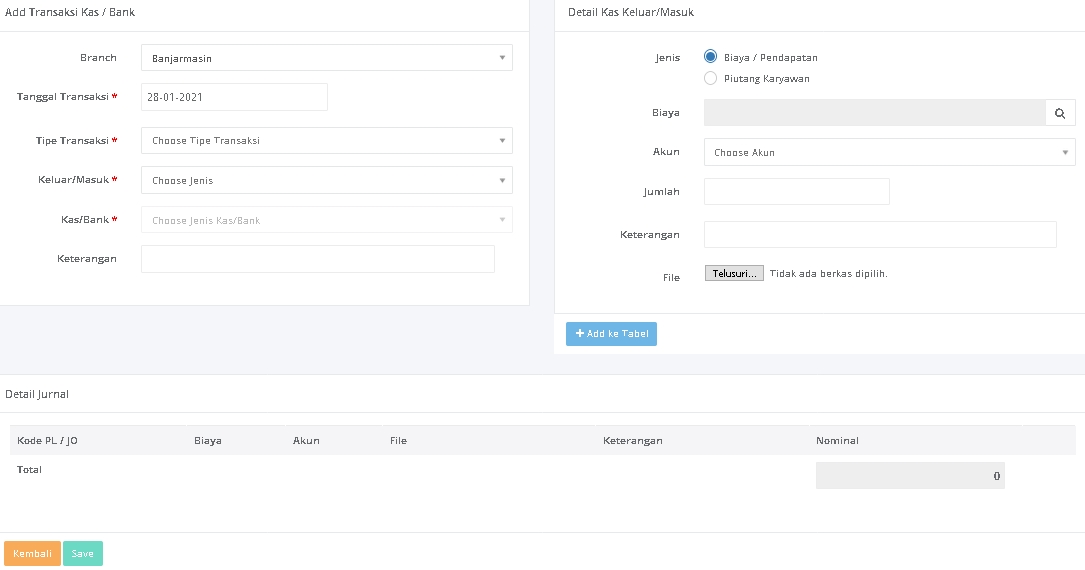 Add Transaksi Kas / Bank
Branch
Banjarmasin
Tanggal Transaksi *
28-01-2021
Tipe Transaksi *
Choose Tipe Transaksi
Keluar/Masuk *
Choose Jenis
Kas/Bank *
Choose Jenis Kas/Bank
Keterangan
Detail Kas Keluar/Masuk
Jenis
Biaya / Pendapatan
Piutang Karyawan
Biaya
Akun
Choose Akun
Jumlah
Keterangan
File
Telusuri... Tidak ada berkas dipilih.
+ Add ke Tabel
Detail Jurnal
Kode PL / JO Biaya Akun File Keterangan Nominal
Total 0
Kembali Save